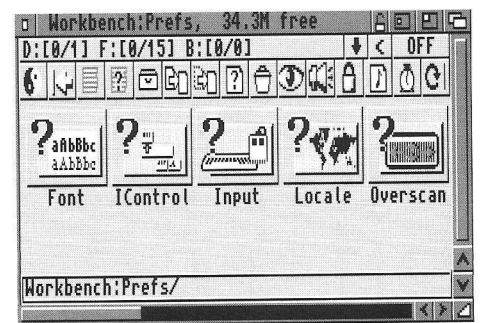 Workbench:Prefs, 34.3M free
D:[0/1] F:[0/15] B:[0/0] < OFF
? aABbBc aAbBbc
Font IControl Input Locale Overscan
Workbench:Prefs/